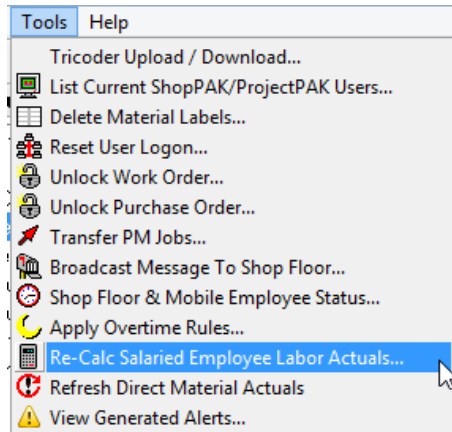 Tools Help
Tricoder Upload / Download...
List Current ShopPAK/ProjectPAK Users...
Delete Material Labels...
Reset User Logon...
Unlock Work Order...
Unlock Purchase Order...
Transfer PM Jobs...
Broadcast Message To Shop Floor...
Shop Floor & Mobile Employee Status...
Apply Overtime Rules...
Re-Calc Salaried Employee Labor Actuals...
Refresh Direct Material Actuals
View Generated Alerts...